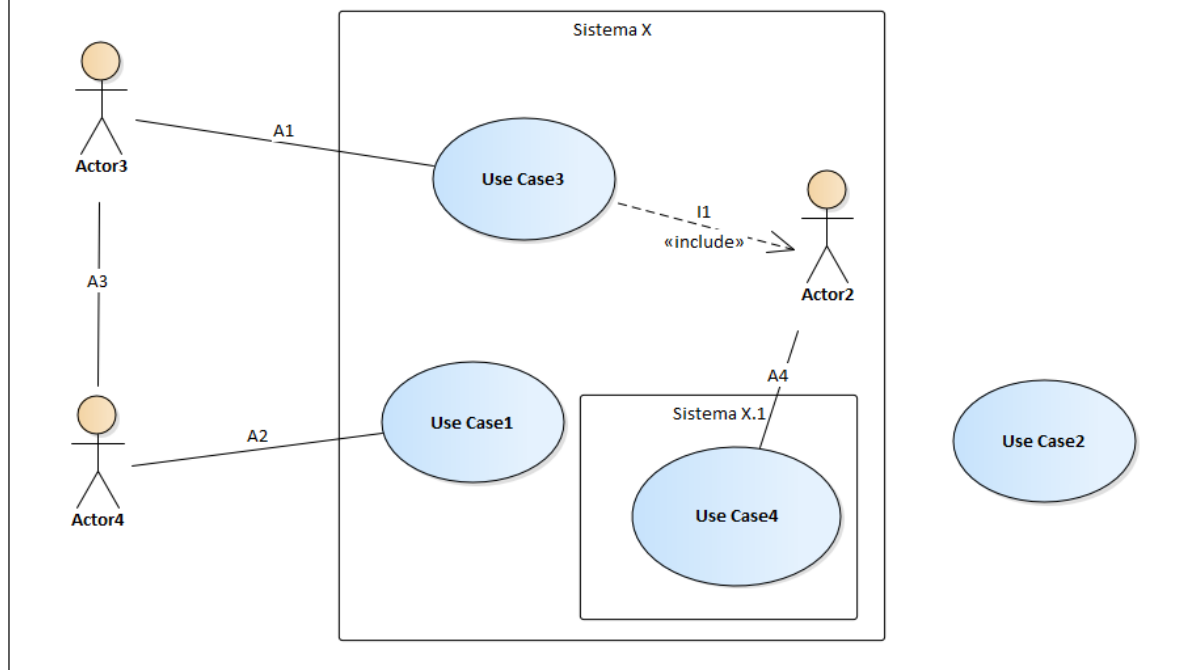 Sistema X
A1
Actor3
Use Case3
I1
«include»
Actor2
A3
A4
Sistema X.1
Use Case1
A2
Use Case2
Actor4
Use Case4